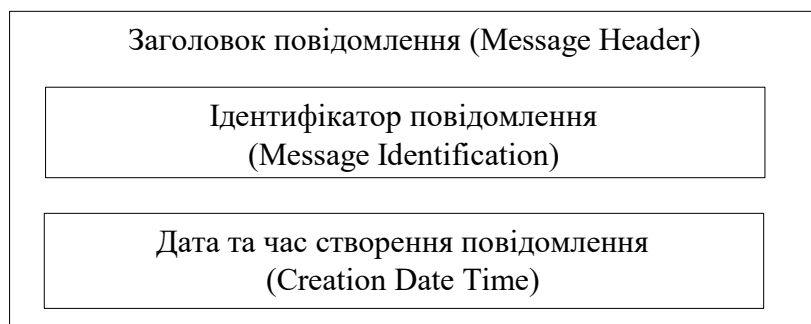 Заголовок повідомлення (Message Header)
Ідентифікатор повідомлення
(Message Identification)
Дата та час створення повідомлення
(Creation Date Time)